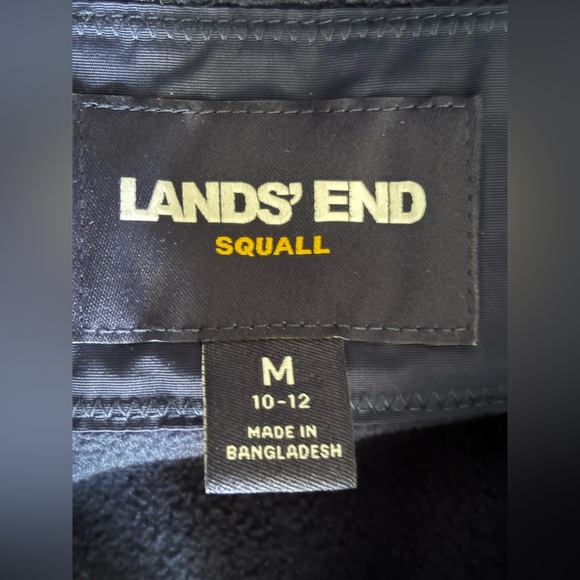 LANDS' END
SQUALL
M
10-12
MADE IN
BANGLADESH